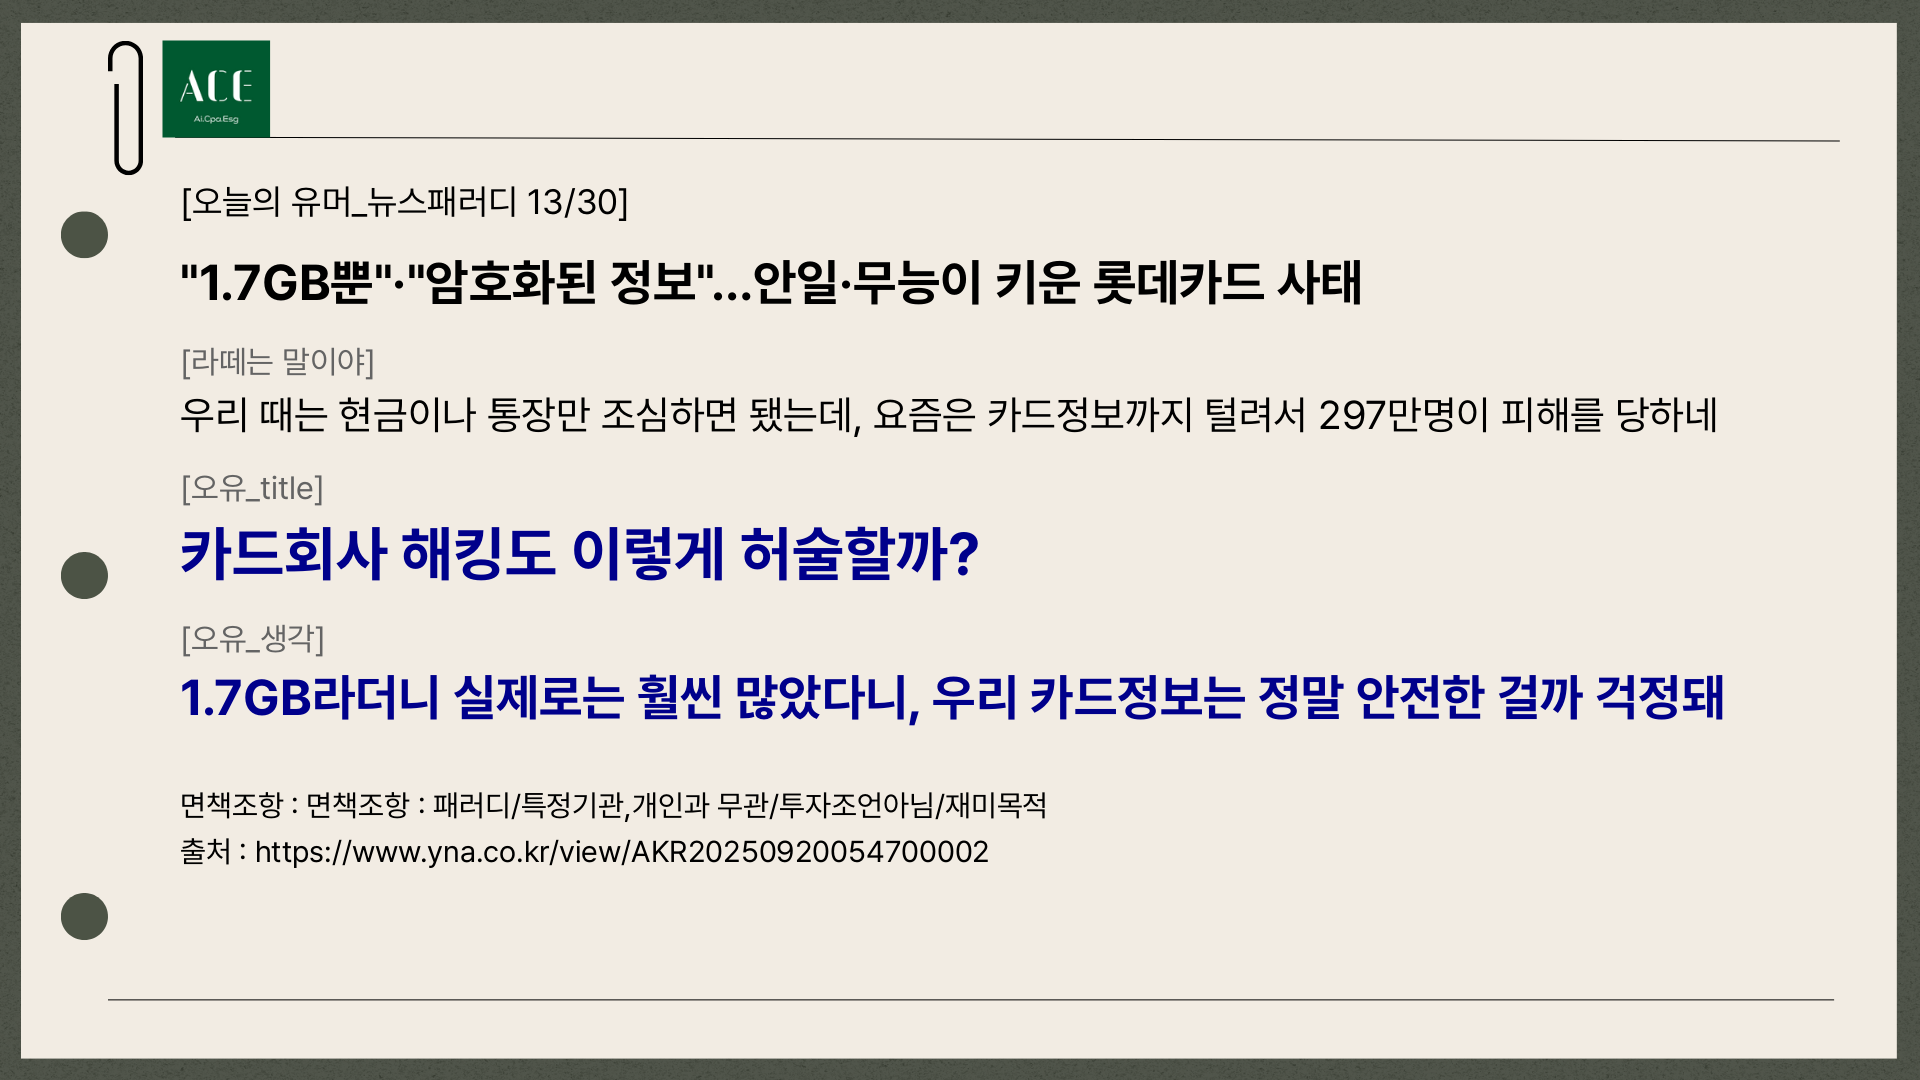 ACE
Ai.Cpa.Esg
[오늘의 유머_뉴스패러디 13/30]
"1.7GB뿐"·"암호화된 정보"...안일·무능이 키운 롯데카드 사태
[라떼는 말이야]
우리 때는 현금이나 통장만 조심하면 됐는데, 요즘은 카드정보까지 털려서 297만명이 피해를 당하네
[오유_title]
카드회사 해킹도 이렇게 허술할까?
[오유_생각]
1.7GB라더니 실제로는 훨씬 많았다니, 우리 카드정보는 정말 안전한 걸까 걱정돼
면책조항 : 면책조항 : 패러디/특정기관,개인과 무관/투자조언아님/재미목적
출처 : https://www.yna.co.kr/view/AKR20250920054700002